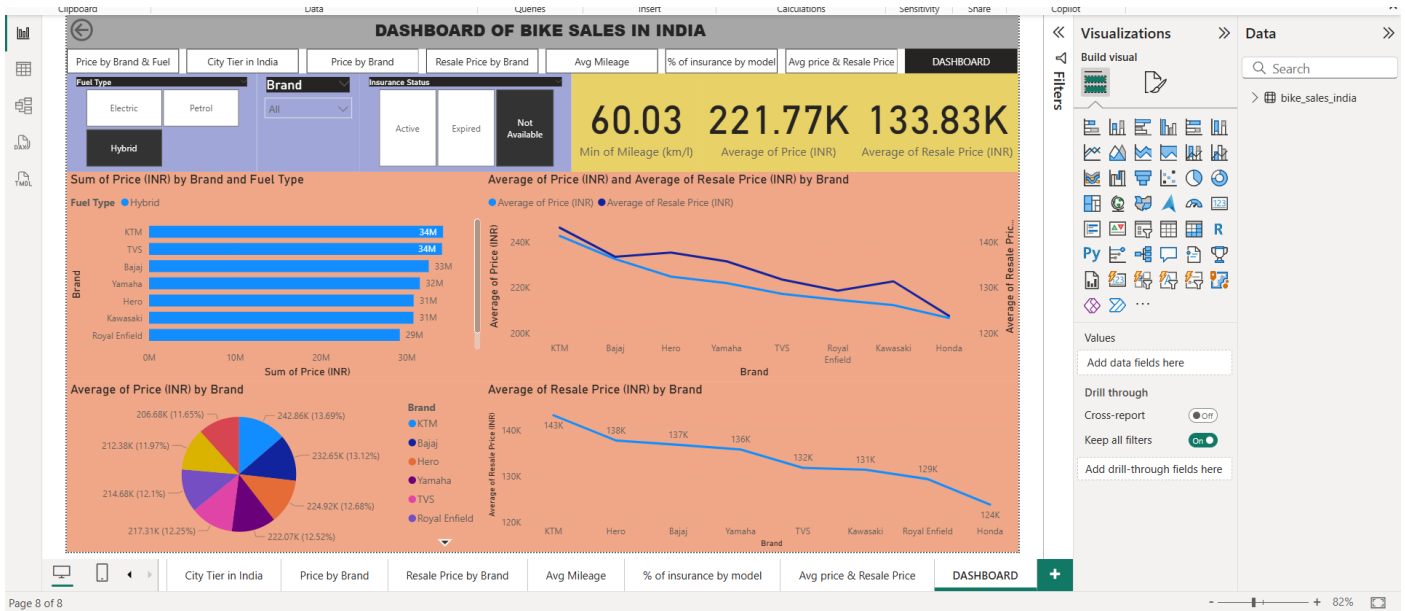 Clipboard Data Queries Insert Calculations Sensitivity Share Copilot
DASHBOARD OF BIKE SALES IN INDIA
Price by Brand & Fuel City Tier in India Price by Brand Resale Price by Brand Avg Mileage % of insurance by model Avg price & Resale Price DASHBOARD
Fuel Type
Electric Petrol
Hybrid
Brand
All
Insurance Status
Active Expired Not
Available
60.03 221.77K 133.83K
Min of Mileage (km/l) Average of Price (INR) Average of Resale Price (INR)
Sum of Price (INR) by Brand and Fuel Type
Fuel Type Hybrid
Brand
KTM 34M
TVS 34M
Bajaj 33M
Yamaha 32M
Hero 31M
Kawasaki 31M
Royal Enfield 29M
0M 10M 20M 30M
Sum of Price (INR)
Average of Price (INR) and Average of Resale Price (INR) by Brand
Average of Price (INR) Average of Resale Price (INR)
Average of Price (INR)
240K 140K
220K 130K
200K 120K
Average of Resale Pric...
KTM Bajaj Hero Yamaha TVS Royal Kawasaki Honda
Enfield
Brand
Average of Price (INR) by Brand
206.68K (11.65%) 242.86K (13.69%)
212.38K (11.97%) 232.65K (13.12%)
214.68K (12.1%) 224.92K (12.68%)
217.31K (12.25%) 222.07K (12.52%)
Brand
KTM
Bajaj
Hero
Yamaha
TVS
Royal Enfield
Average of Resale Price (INR) by Brand
Average of Resale Price (INR)
140K
130K
120K
143K 138K 137K 136K 132K 131K 129K 124K
KTM Hero Bajaj Yamaha TVS Kawasaki Royal Enfield Honda
Brand
Filters
Visualizations
Build visual
123
R
Py
123
Values
Add data fields here
Drill through
Cross-report Off
Keep all filters On
Add drill-through fields here
Data
Search
bike_sales_india
DAX
TMDL
City Tier in India Price by Brand Resale Price by Brand Avg Mileage % of insurance by model Avg price & Resale Price DASHBOARD +
Page 8 of 8
- + 82%